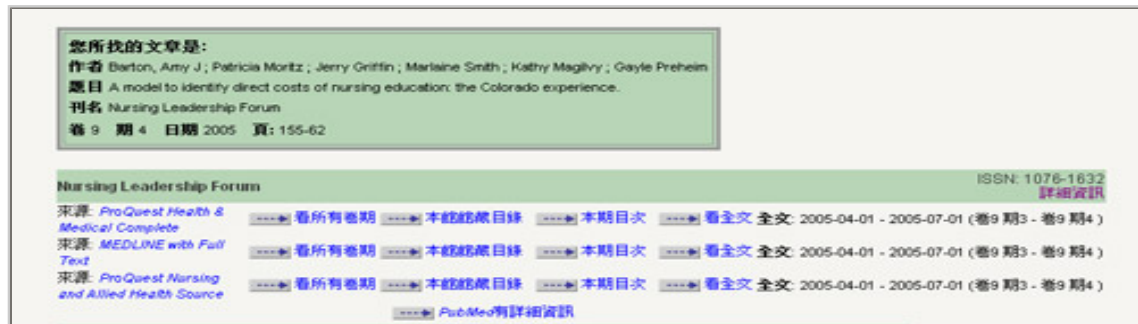 您所找的文章是:
作者 Barton, Amy J ; Patricia Moritz ; Jerry Griffin ; Marlaine Smith ; Kathy Magilvy ; Gayle Preheim
題目 A model to identify direct costs of nursing education: the Colorado experience.
刊名 Nursing Leadership Forum
卷 9 期 4 日期 2005 頁: 155-62
Nursing Leadership Forum ISSN: 1076-1632
詳細資訊
來源: ProQuest Health & Medical Complete 看所有卷期 本館館藏目錄 本期目次 看全文 全文: 2005-04-01 - 2005-07-01 (卷9 期3 - 卷9 期4 )
來源: MEDLINE with Full Text 看所有卷期 本館館藏目錄 本期目次 看全文 全文: 2005-04-01 - 2005-07-01 (卷9 期3 - 卷9 期4 )
來源: ProQuest Nursing and Allied Health Source 看所有卷期 本館館藏目錄 本期目次 看全文 全文: 2005-04-01 - 2005-07-01 (卷9 期3 - 卷9 期4 )
PubMed有詳細資訊